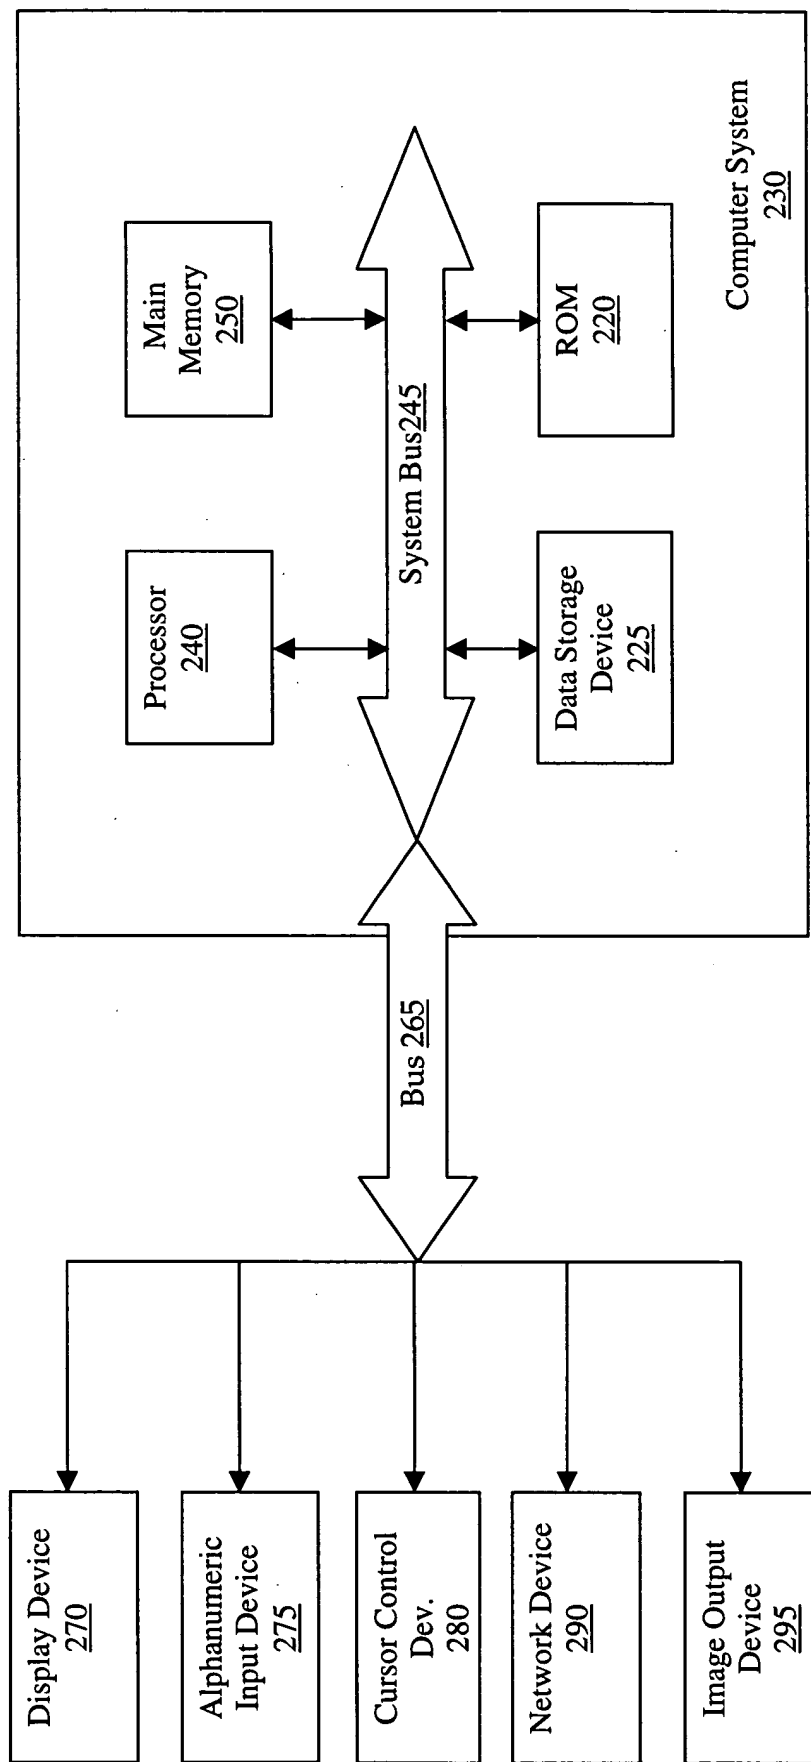 Display Device
270
Alphanumeric
Input Device
275
Cursor Control
Dev. 280
Network Device
290
Image Output
Device
295
Bus 265
Processor
240
Main
Memory
250
System Bus245
Data Storage
Device
225
ROM
220
Computer System
230